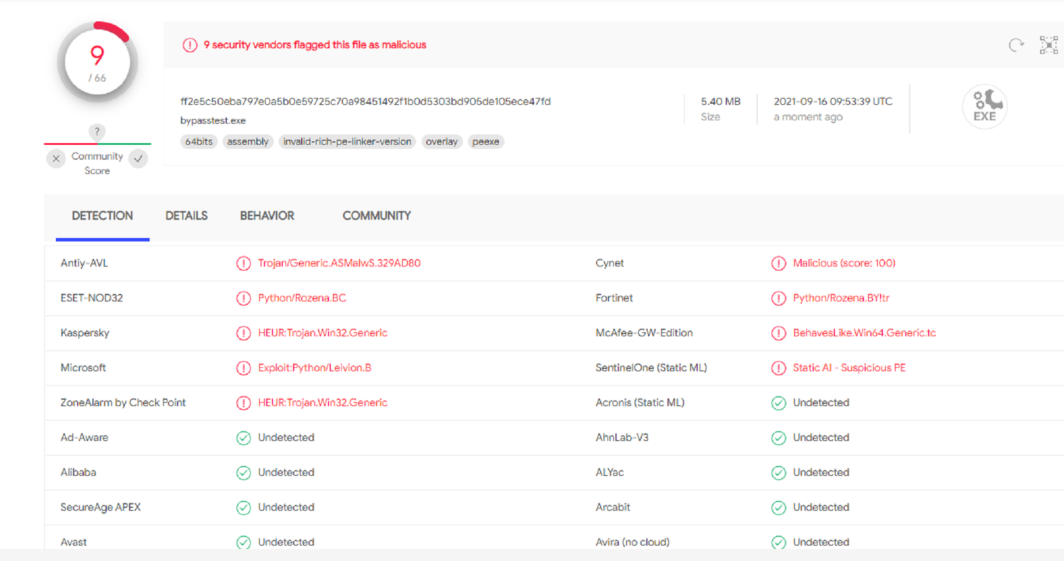 9
/ 66
?
Community
Score
9 security vendors flagged this file as malicious
ff2e5c50eba797e0a5b0e59725c70a98451492f1b0d5303bd905de105ece47fd
bypasstest.exe
64bits assembly invalid-rich-pe-linker-version overlay peexe
5.40 MB
Size
2021-09-16 09:53:39 UTC
a moment ago
EXE
DETECTION DETAILS BEHAVIOR COMMUNITY
Antiy-AVL Trojan/Generic.ASMalwS.329AD80 Cynet Malicious (score: 100)
ESET-NOD32 Python/Rozena.BC Fortinet Python/Rozena.BY!tr
Kaspersky HEUR:Trojan.Win32.Generic McAfee-GW-Edition BehavesLike.Win64.Generic.tc
Microsoft Exploit:Python/Leivion.B SentinelOne (Static ML) Static AI - Suspicious PE
ZoneAlarm by Check Point HEUR:Trojan.Win32.Generic Acronis (Static ML) Undetected
Ad-Aware Undetected AhnLab-V3 Undetected
Alibaba Undetected ALYac Undetected
SecureAge APEX Undetected Arcabit Undetected
Avast Undetected Avira (no cloud) Undetected